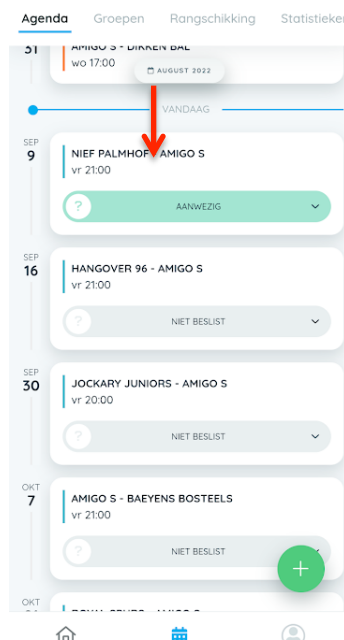 Agenda Groepen Rangschikking Statistieken
31 AMIGO S - DIKKEN BAL
wo 17:00
AUGUST 2022
VANDAAG
SEP
9
NIEF PALMHOF - AMIGO S
vr 21:00
? AANWEZIG
SEP
16
HANGOVER 96 - AMIGO S
vr 21:00
? NIET BESLIST
SEP
30
JOCKARY JUNIORS - AMIGO S
vr 20:00
? NIET BESLIST
OKT
7
AMIGO S - BAEYENS BOSTEELS
vr 21:00
? NIET BESLIST
OKT